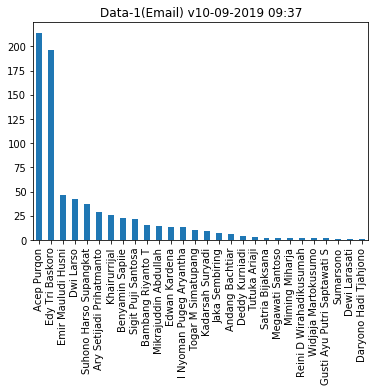 Data-1(Email) v10-09-2019 09:37
200
175
150
125
100
75
50
25
0
Acep Purqon
Edy Tri Baskoro
Emir Mauludi Husni
Dwi Larso
Suhono Harso Supangkat
Ary Setijadi Prihatmanto
Khairurrijal
Benyamin Sapiie
Sigit Puji Santosa
Bambang Riyanto T
Mikrajuddin Abdullah
Edwan Kardena
I Nyoman Pugeg Aryantha
Togar M Simatupang
Kadarsah Suryadi
Jaka Sembiring
Andang Bachtiar
Deddy Kurniadi
Tutuka Ariaji
Satria Bijaksana
Megawati Santoso
Miming Miharja
Reini D Wirahadikusumah
Widjaja Martokusumo
Gusti Ayu Putri Saptawati S
Sumarsono
Dewi Larasati
Daryono Hadi Tjahjono